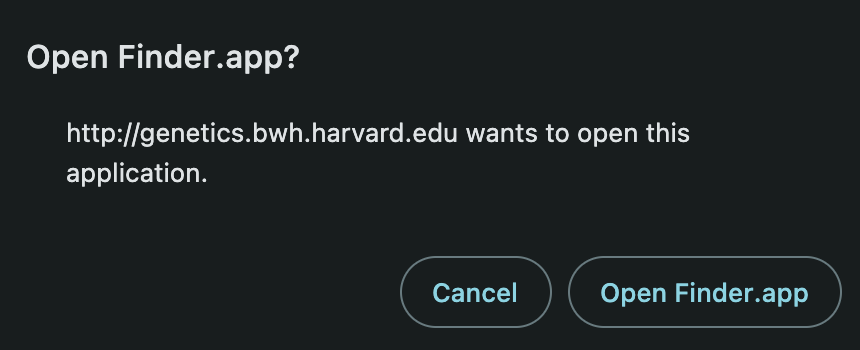 Open Finder.app?
http://genetics.bwh.harvard.edu wants to open this
application.
Cancel
Open Finder.app